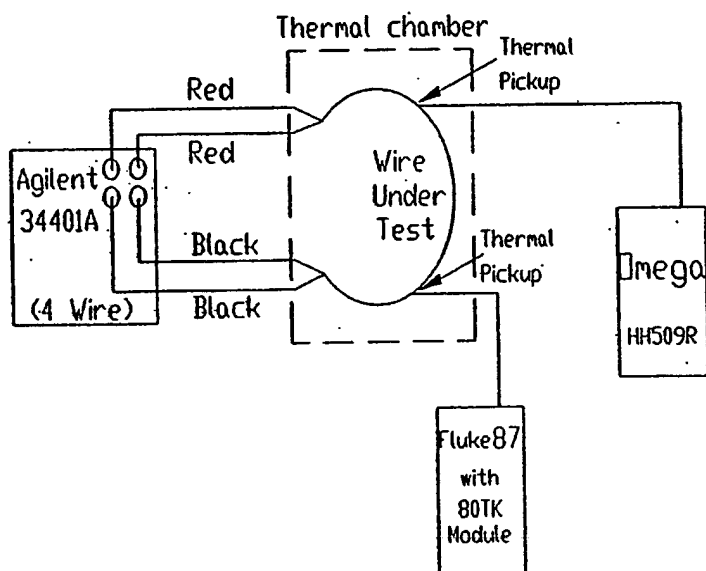 Thermal chamber
Thermal
Pickup
Red
Red
Agilent
34401A
(4 Wire)
Wire
Under
Test
Black
Black
Thermal
Pickup
Omega
HH509R
Fluke87
with
80TK
Module